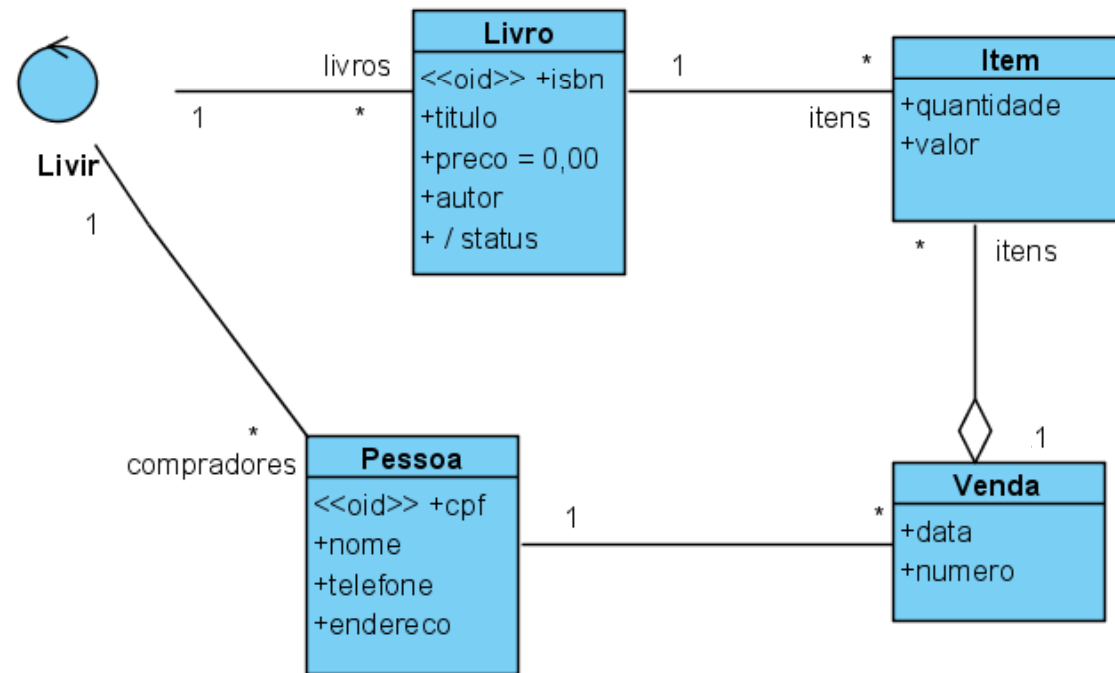 Livro
<<oid>> +isbn
+titulo
+preco = 0,00
+autor
+ / status
livros
1
*
1
*
itens
Item
+quantidade
+valor
Livir
1
*
compradores
*
itens
1
Pessoa
<<oid>> +cpf
+nome
+telefone
+endereco
1
*
Venda
+data
+numero